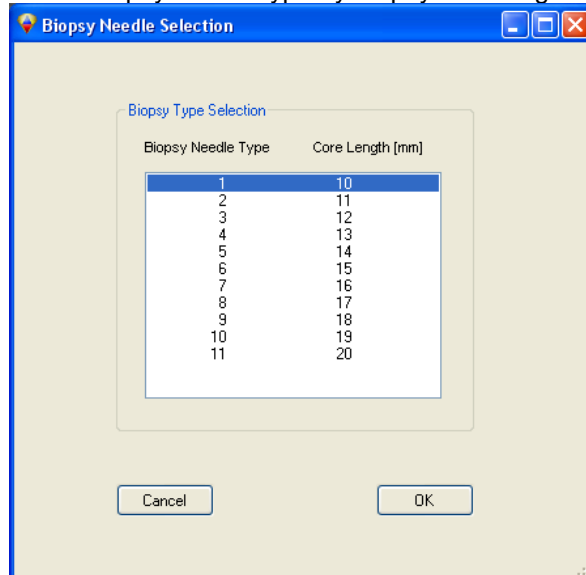 Biopsy Needle Selection
Biopsy Type Selection
Biopsy Needle Type Core Length [mm]
1 10
2 11
3 12
4 13
5 14
6 15
7 16
8 17
9 18
10 19
11 20
Cancel OK